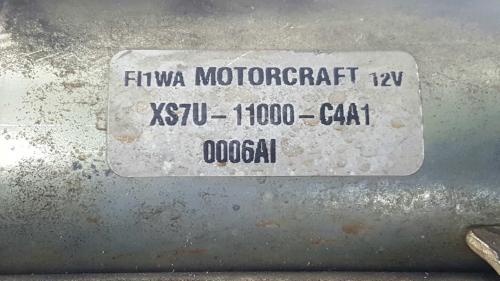 FI1WA MOTORCRAFT 12V
XS7U-11000-C4A1
0006AI